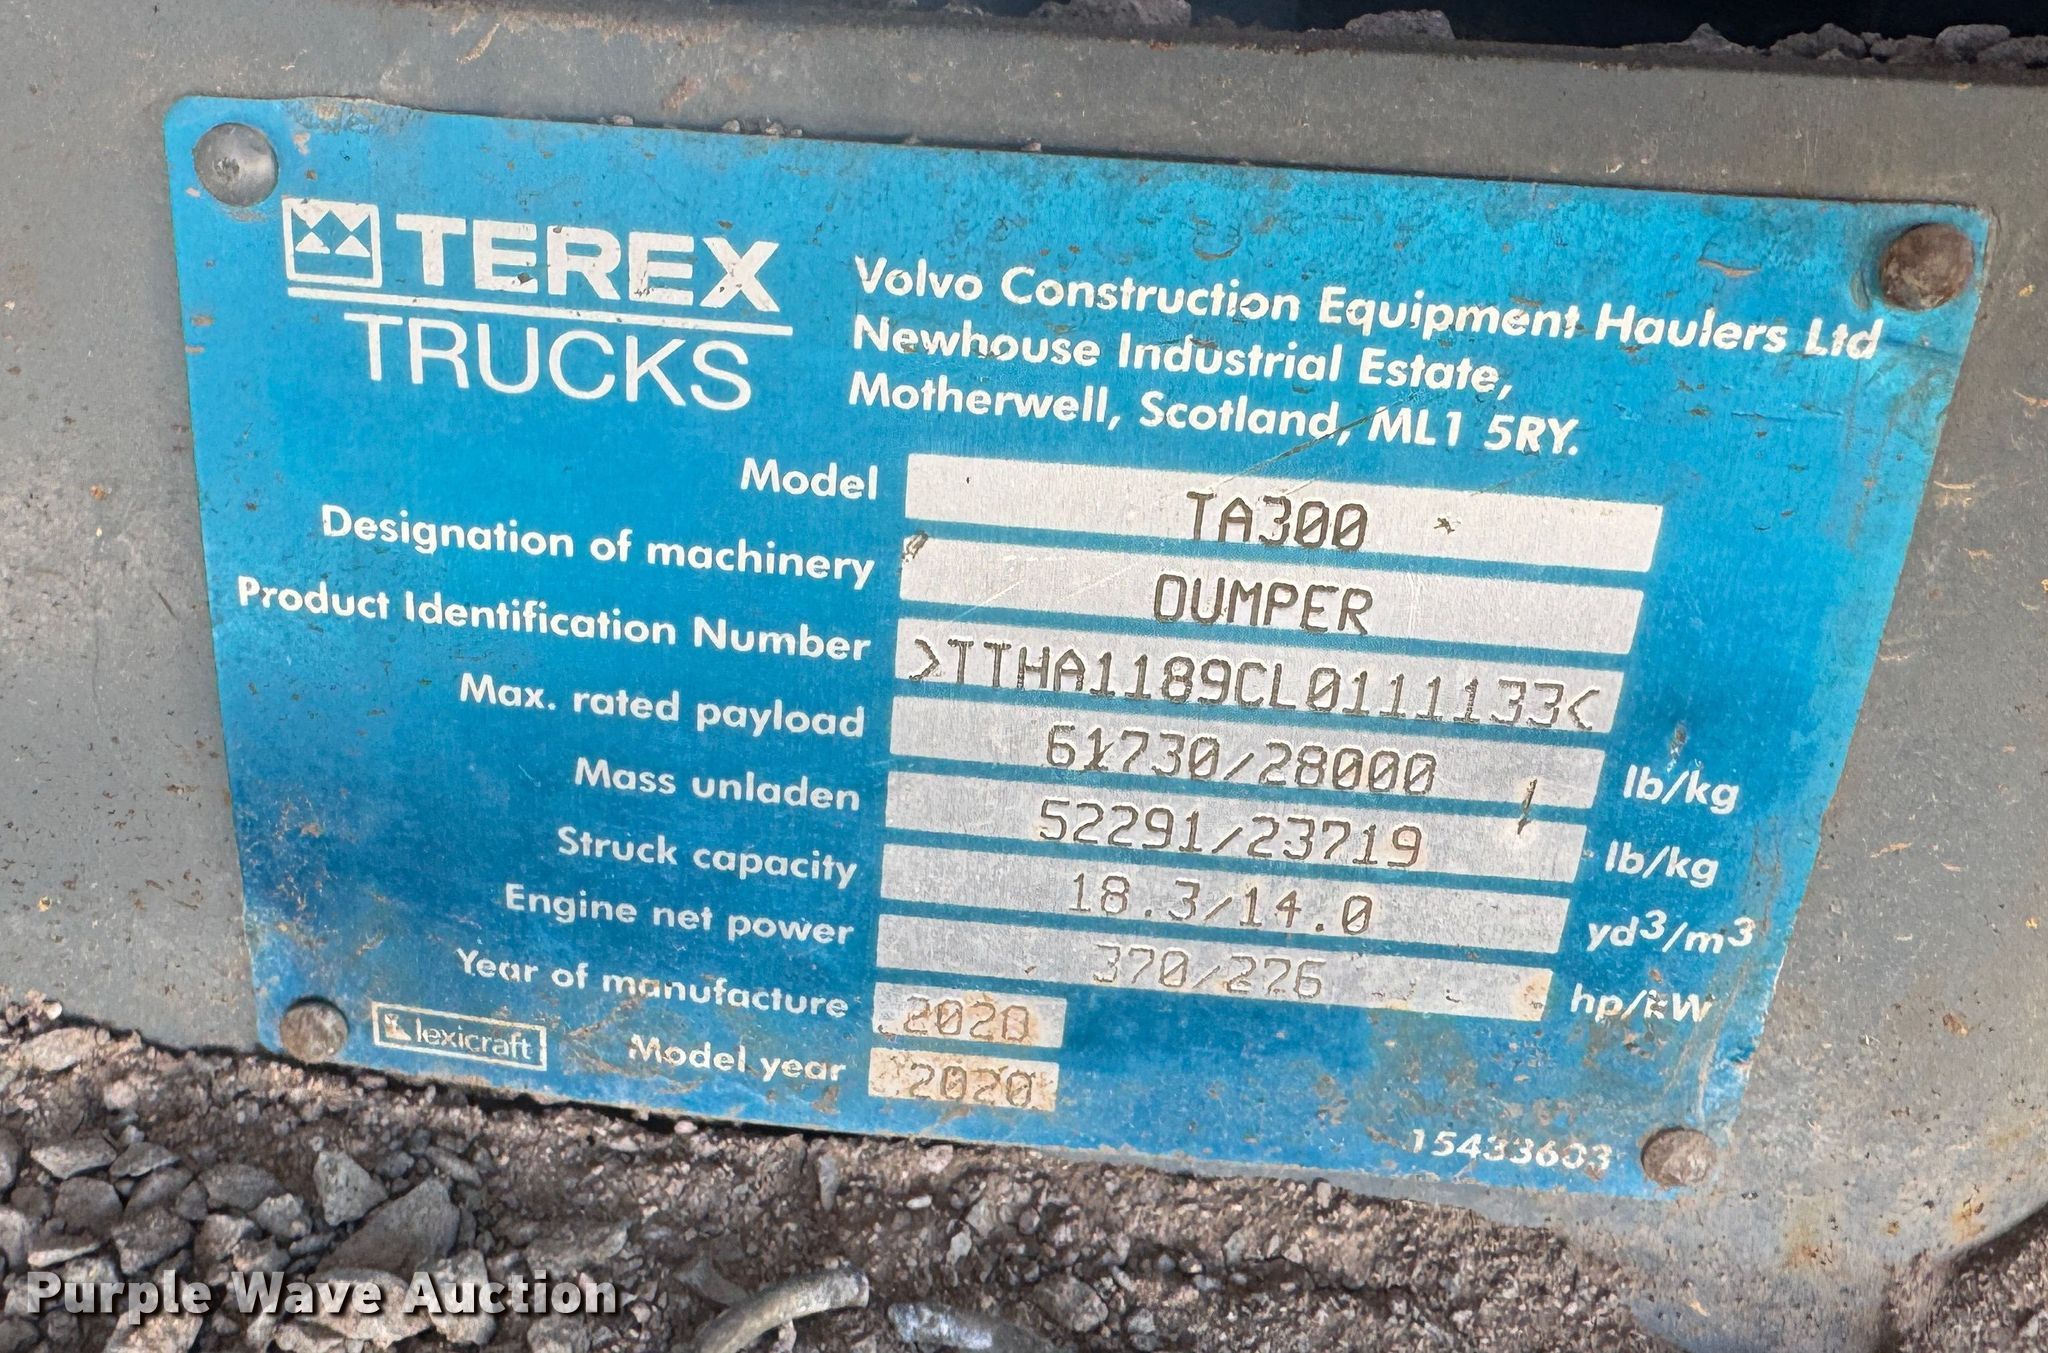 TEREX
TRUCKS
Volvo Construction Equipment Haulers Ltd
Newhouse Industrial Estate,
Motherwell, Scotland, ML1 5RY.
Model TA300
Designation of machinery DUMPER
Product Identification Number >TTHA1189CL0111133<
Max. rated payload 61730/28000 lb/kg
Mass unladen 52291/23719 lb/kg
Struck capacity 18.3/14.0 yd3/m3
Engine net power 370/276 hp/kW
Year of manufacture 2020
Model year 2020
lexicraft
15433603
Purple Wave Auction